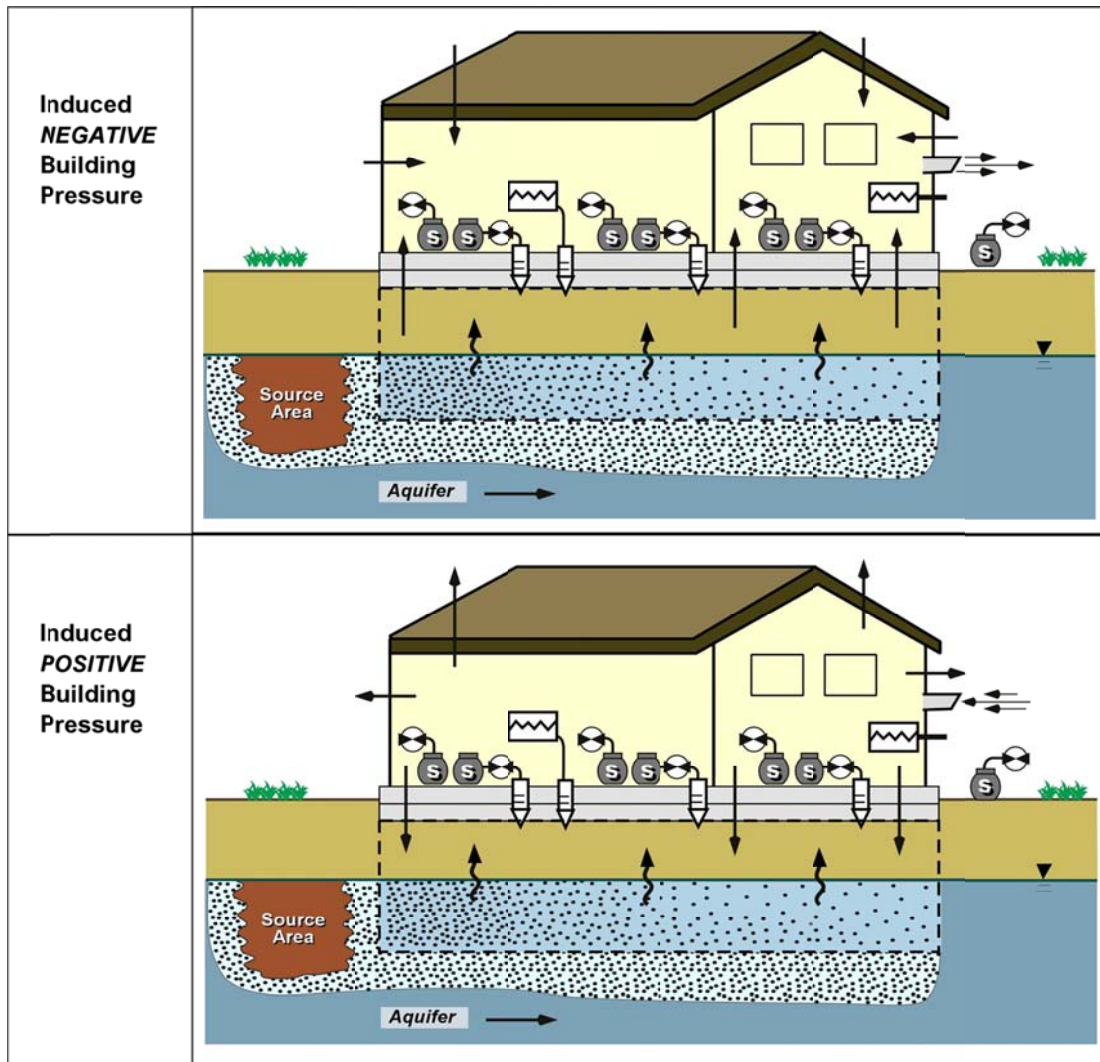 Induced
NEGATIVE
Building
Pressure
S S S S S S S
Source
Area
Aquifer
Induced
POSITIVE
Building
Pressure
S S S S S S S
Source
Area
Aquifer